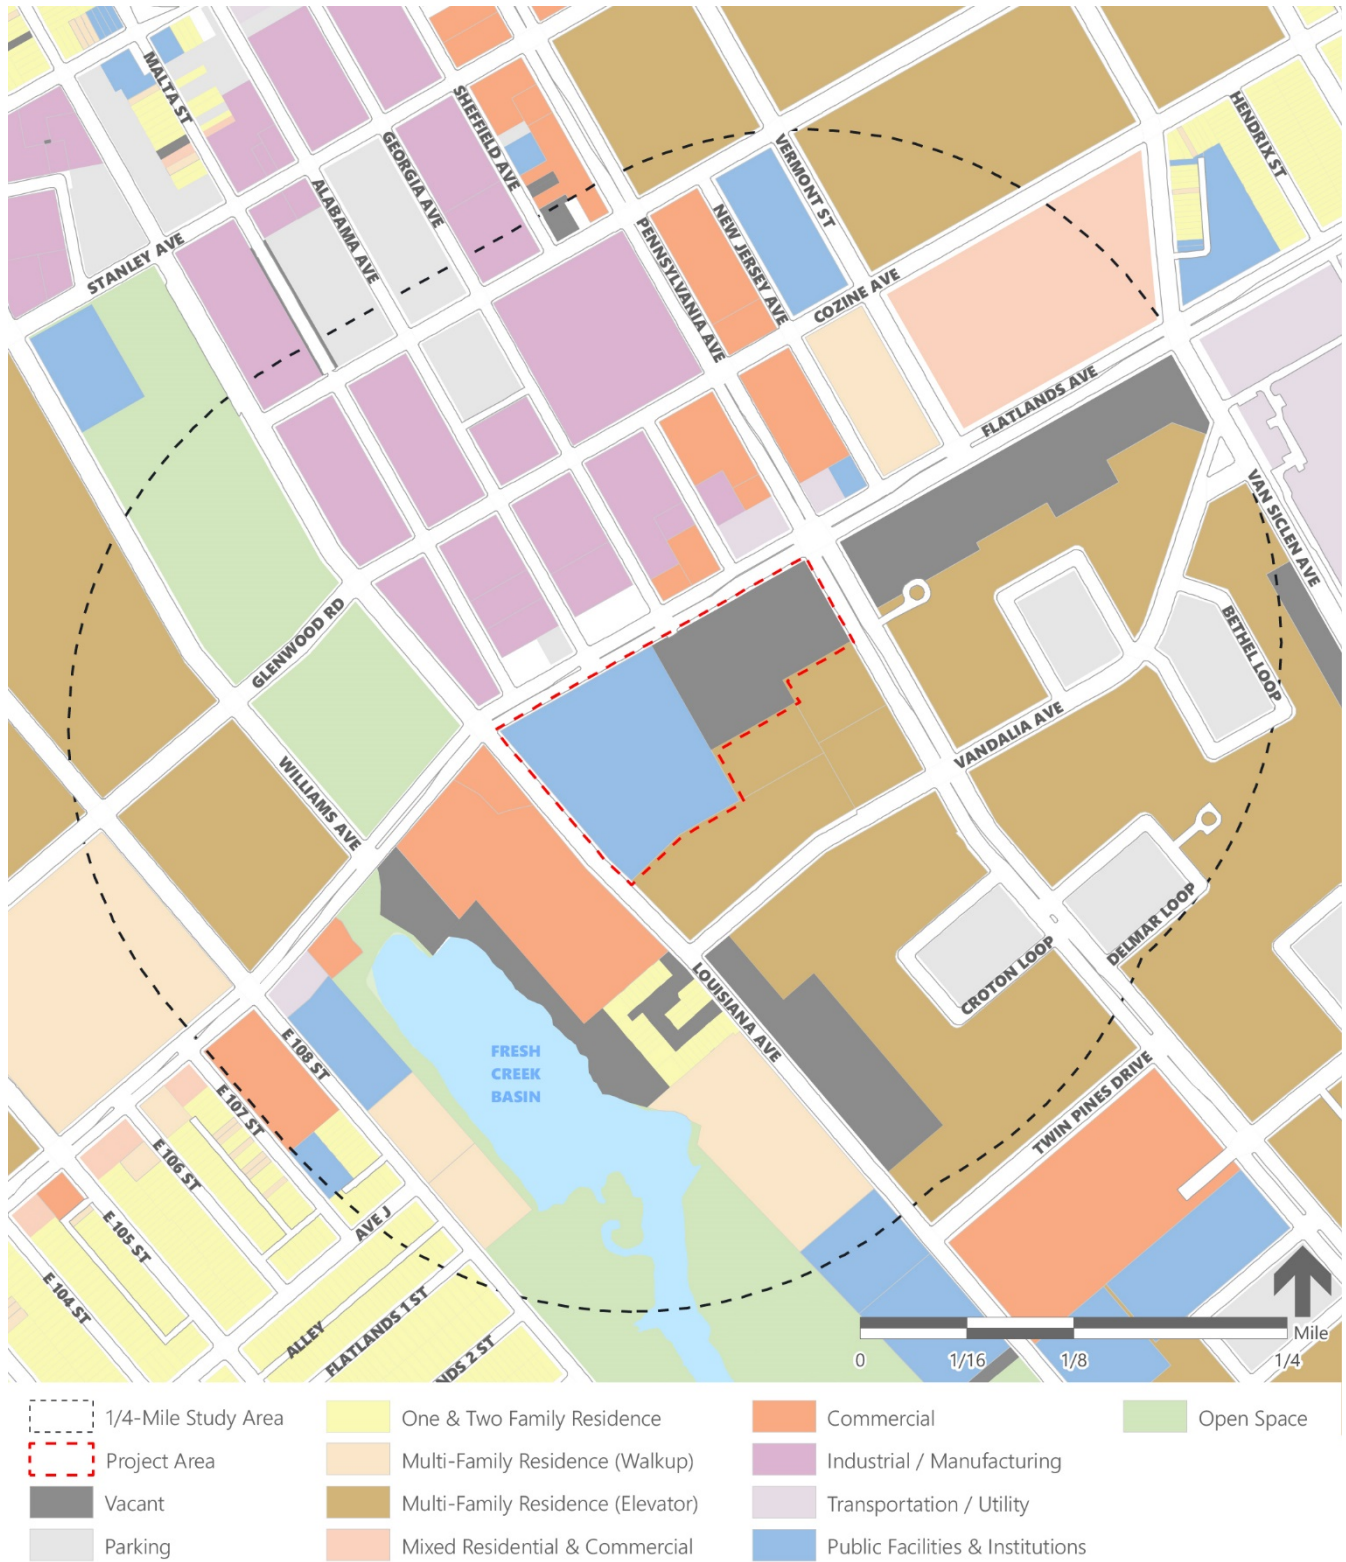 MALTA ST
SHEFFIELD AVE
HENDRIX ST
GEORGIA AVE
VERMONT ST
ALABAMA AVE
NEW JERSEY AVE
STANLEY AVE
PENNSYLVANIA AVE
COZINE AVE
FLATLANDS AVE
VAN SICLEN AVE
GLENWOOD RD
BETHEL LOOP
VANDALIA AVE
WILLIAMS AVE
DELMAR LOOP
CROTON LOOP
LOUISIANA AVE
FRESH
CREEK
BASIN
E 108 ST
TWIN PINES DRIVE
E 107 ST
E 106 ST
AVE J
E 105 ST
E 104 ST
FLATLANDS 1 ST
ALLEY
NDS 2 ST
Mile
0 1/16 1/8 1/4
1/4-Mile Study Area
Project Area
Vacant
Parking
One & Two Family Residence
Multi-Family Residence (Walkup)
Multi-Family Residence (Elevator)
Mixed Residential & Commercial
Commercial
Industrial / Manufacturing
Transportation / Utility
Public Facilities & Institutions
Open Space